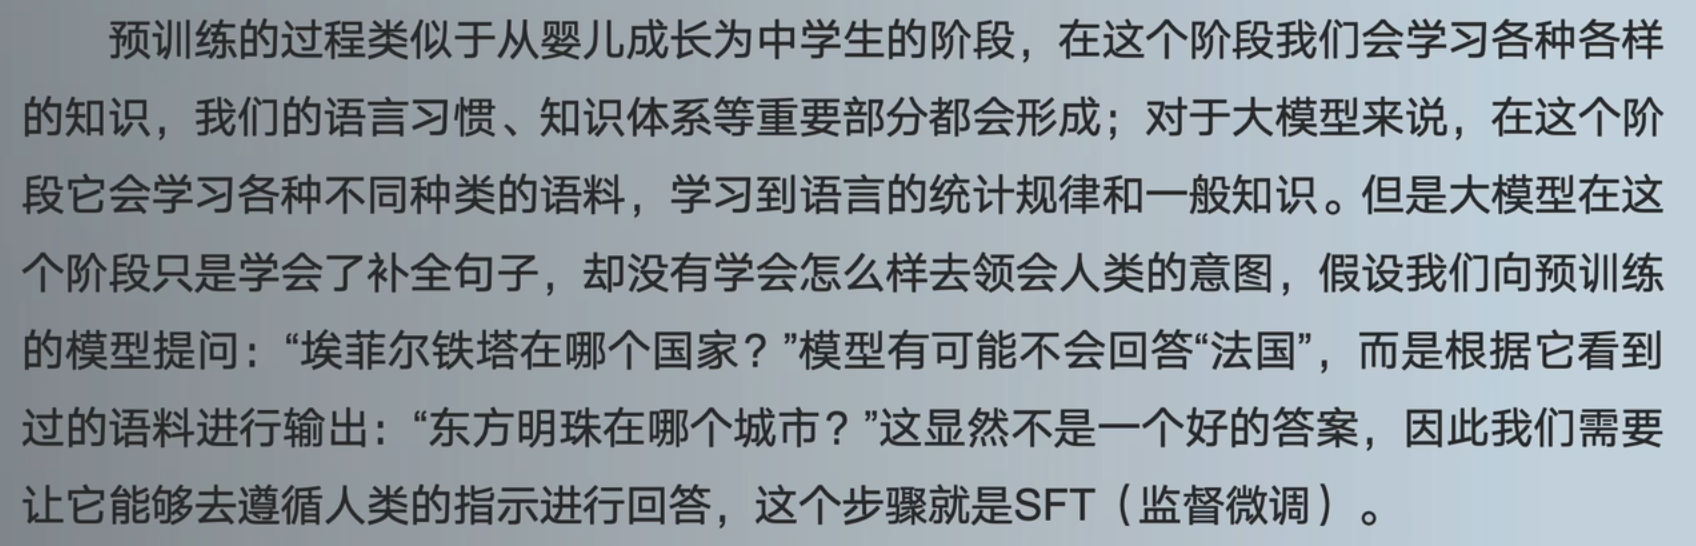 预训练的过程类似于从婴儿成长为中学生的阶段，在这个阶段我们会学习各种各样
的知识，我们的语言习惯、知识体系等重要部分都会形成；对于大模型来说，在这个阶
段它会学习各种不同种类的语料，学习到语言的统计规律和一般知识。但是大模型在这
个阶段只是学会了补全句子，却没有学会怎么样去领会人类的意图，假设我们向预训练
的模型提问：“埃菲尔铁塔在哪个国家？”模型有可能不会回答“法国”，而是根据它看到
过的语料进行输出：“东方明珠在哪个城市？”这显然不是一个好的答案，因此我们需要
让它能够去遵循人类的指示进行回答，这个步骤就是SFT（监督微调）。